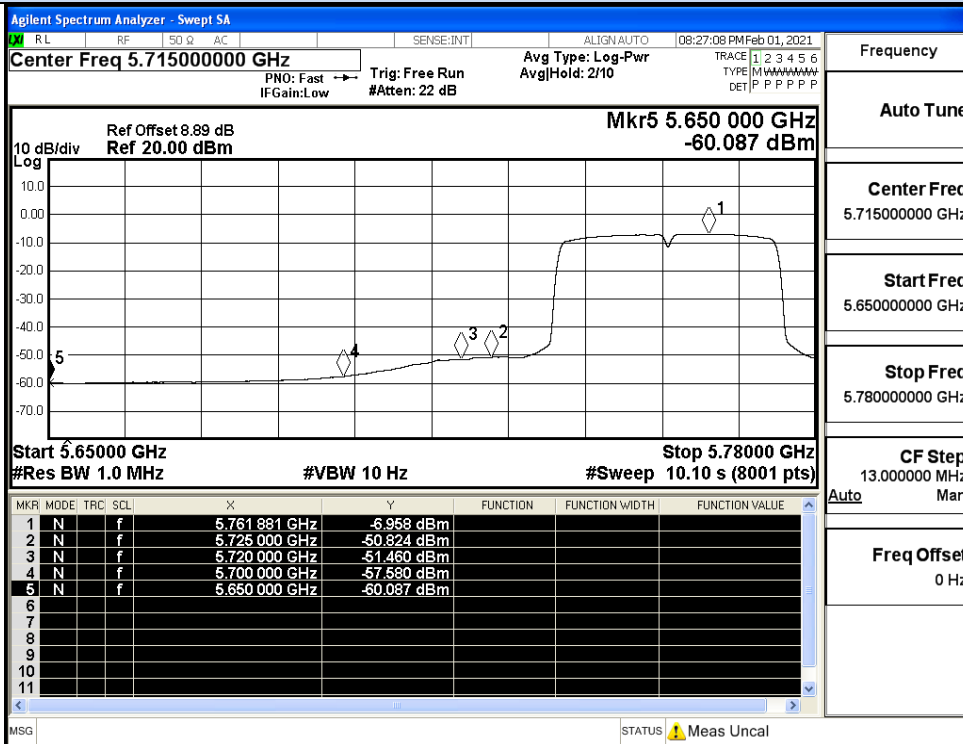 Agilent Spectrum Analyzer - Swept SA
LXI RL RF 50 Ω AC SENSE:INT ALIGN AUTO 08:27:08 PM Feb 01, 2021
Center Freq 5.715000000 GHz
PNO: Fast
IFGain:Low
Trig: Free Run
#Atten: 22 dB
Avg Type: Log-Pwr
Avg|Hold: 2/10
TRACE 1 2 3 4 5 6
TYPE M WWWWW
DET P P P P P P
Mkr5 5.650 000 GHz
-60.087 dBm
Ref Offset 8.89 dB
10 dB/div Ref 20.00 dBm
Log
10.0
0.00
-10.0
-20.0
-30.0
-40.0
-50.0
-60.0
-70.0
1
2
3
4
5
Start 5.65000 GHz Stop 5.78000 GHz
#Res BW 1.0 MHz #VBW 10 Hz #Sweep 10.10 s (8001 pts)
MKR MODE TRC SCL X Y FUNCTION FUNCTION WIDTH FUNCTION VALUE
1 N f 5.761 881 GHz -6.958 dBm
2 N f 5.725 000 GHz -50.824 dBm
3 N f 5.720 000 GHz -51.460 dBm
4 N f 5.700 000 GHz -57.580 dBm
5 N f 5.650 000 GHz -60.087 dBm
6
7
8
9
10
11
MSG STATUS Meas Uncal
Frequency
Auto Tune
Center Freq
5.715000000 GHz
Start Freq
5.650000000 GHz
Stop Freq
5.780000000 GHz
CF Step
13.000000 MHz
Auto Man
Freq Offset
0 Hz